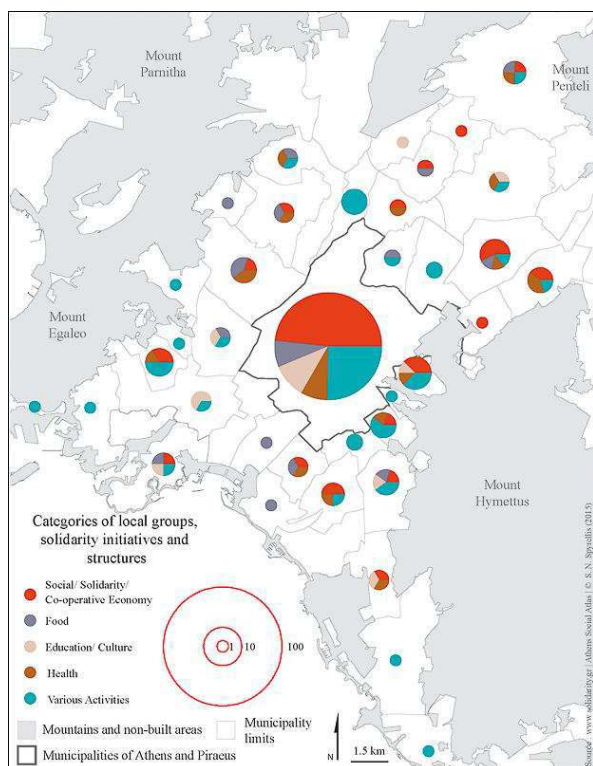 Mount
Parnitha
Mount
Penteli
Mount
Egaleo
Mount
Hymettus
Categories of local groups,
solidarity initiatives and
structures
Social/ Solidarity/
Co-operative Economy
Food
Education/ Culture
Health
Various Activities
1 10 100
Mountains and non-built areas
Municipality
limits
Municipalities of Athens and Piraeus
N
1.5 km
Source: www.solidarity.gr | Athens Social Atlas | © S. N. Spyrellis (2015)